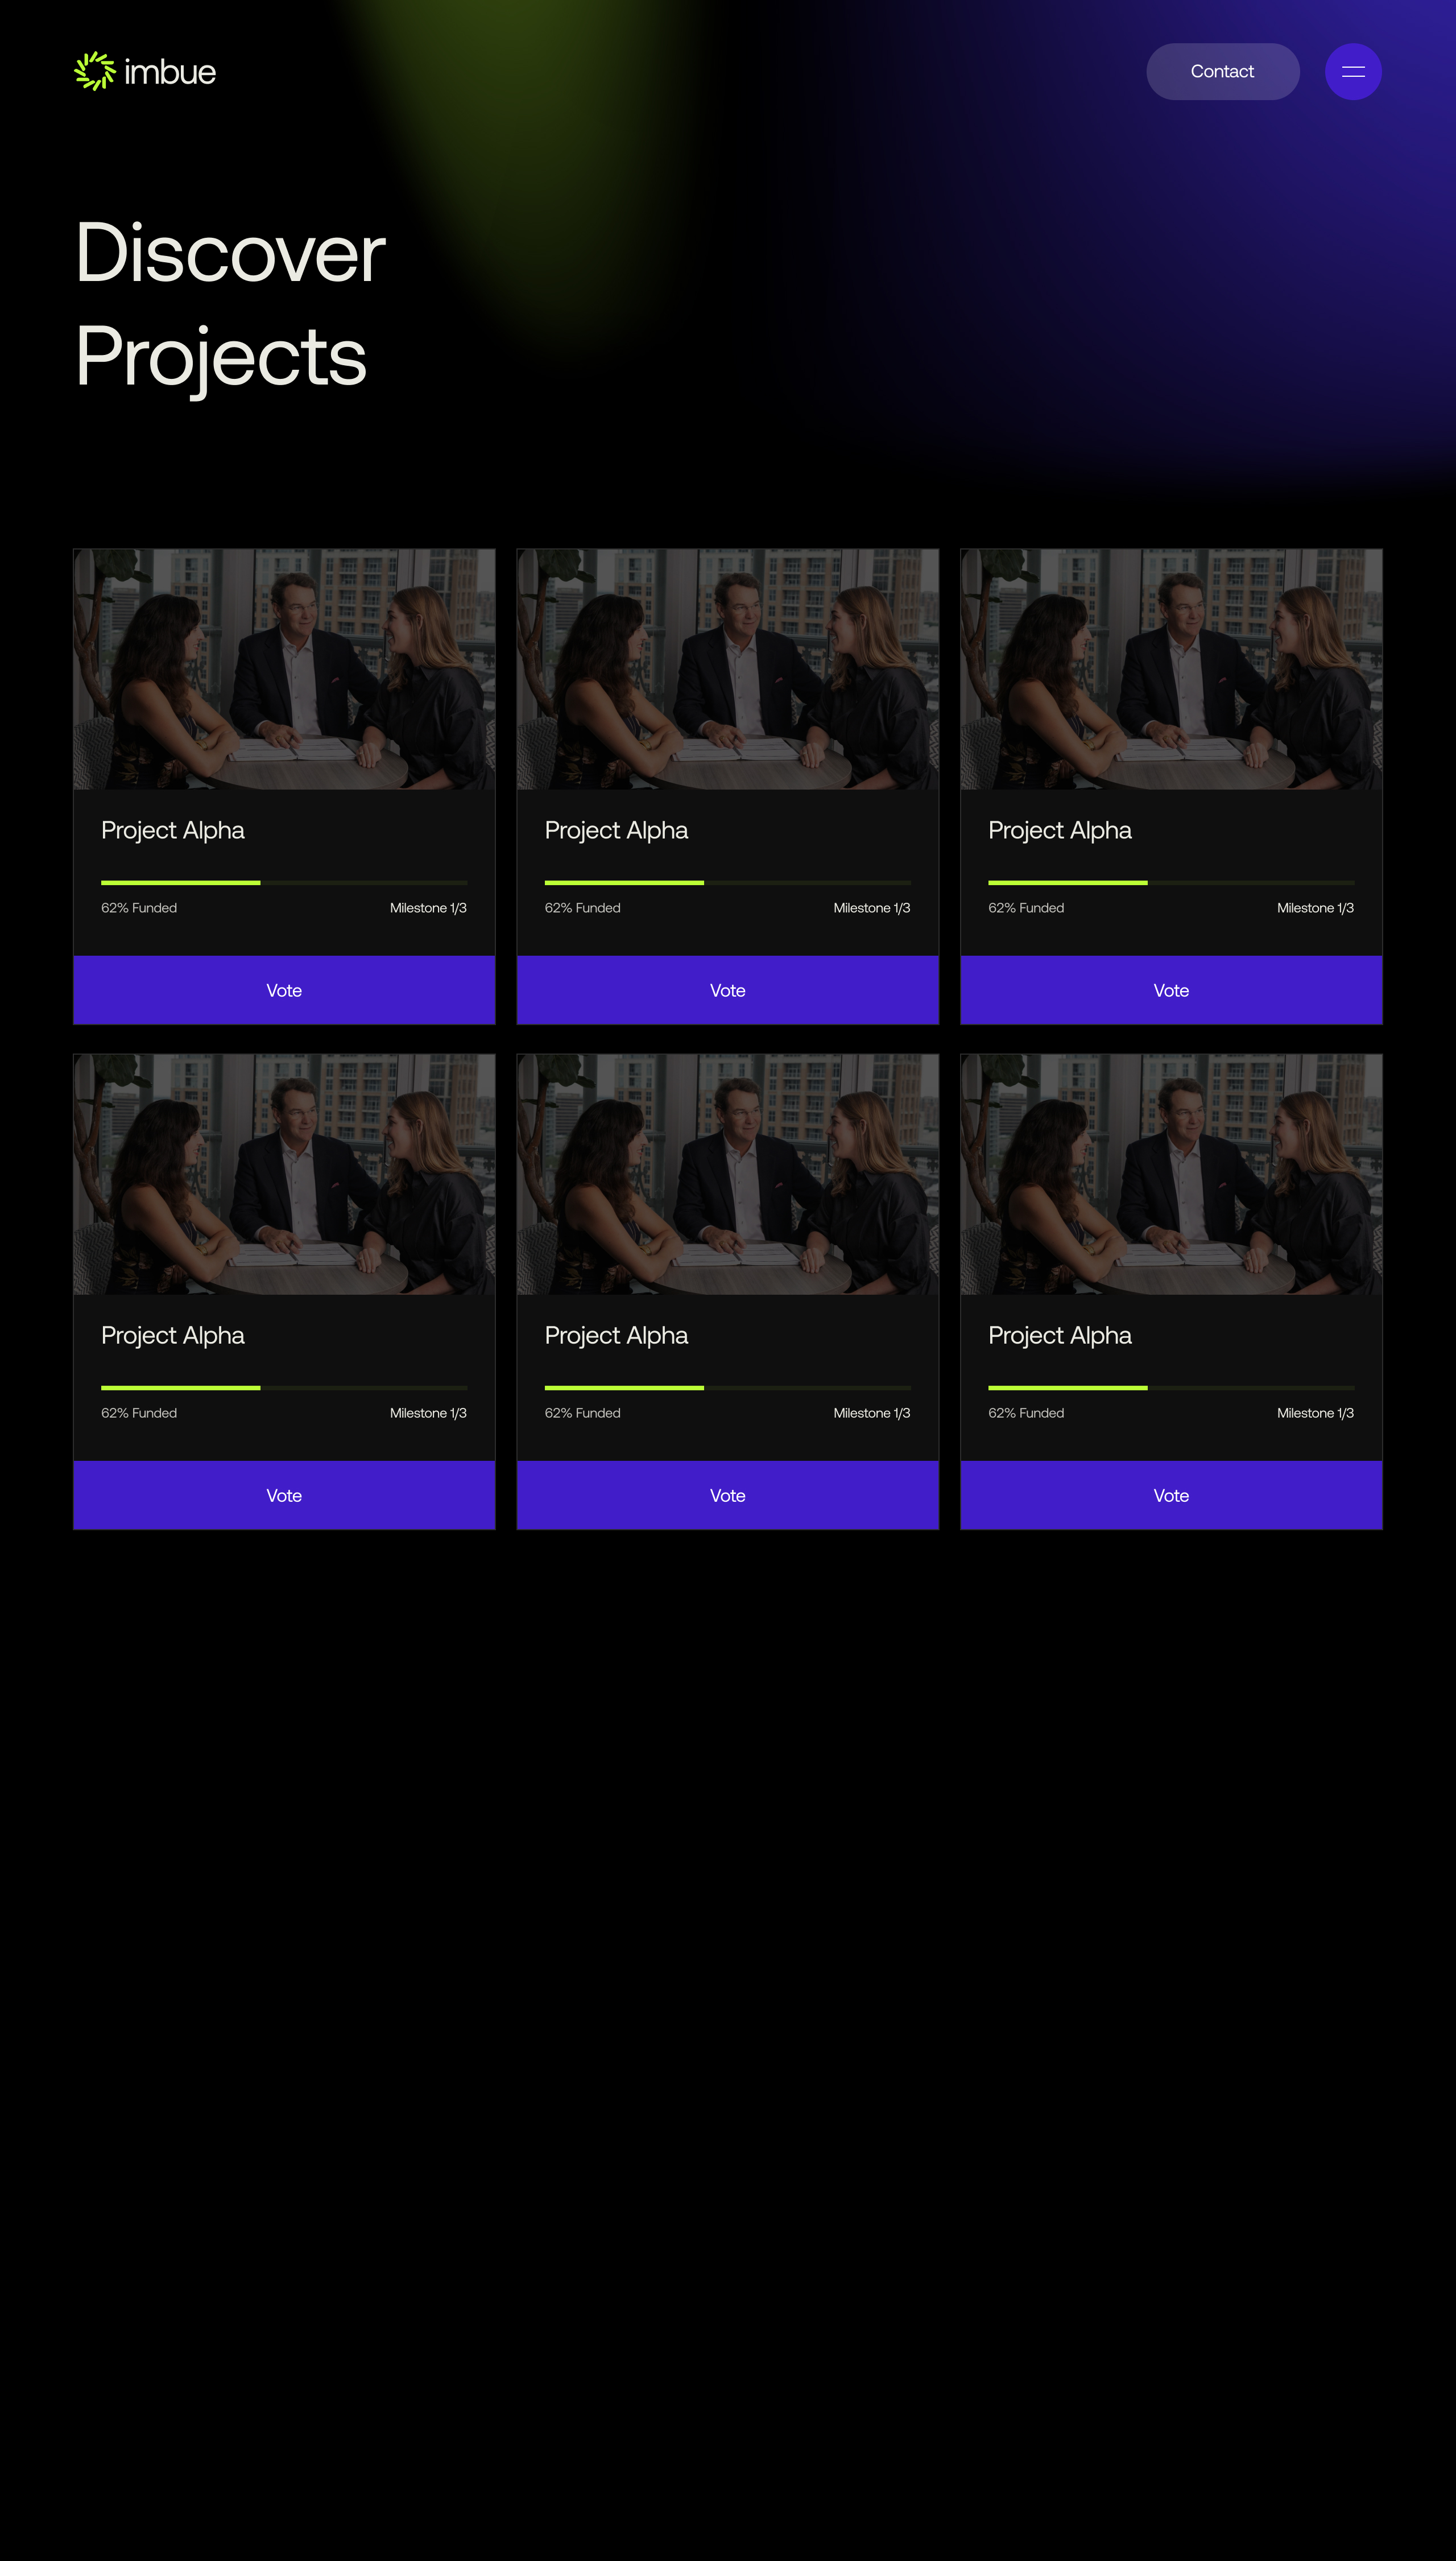 imbue
Contact
Discover
Projects
Project Alpha
62% Funded
Milestone 1/3
Vote
Project Alpha
62% Funded
Milestone 1/3
Vote
Project Alpha
62% Funded
Milestone 1/3
Vote
Project Alpha
62% Funded
Milestone 1/3
Vote
Project Alpha
62% Funded
Milestone 1/3
Vote
Project Alpha
62% Funded
Milestone 1/3
Vote